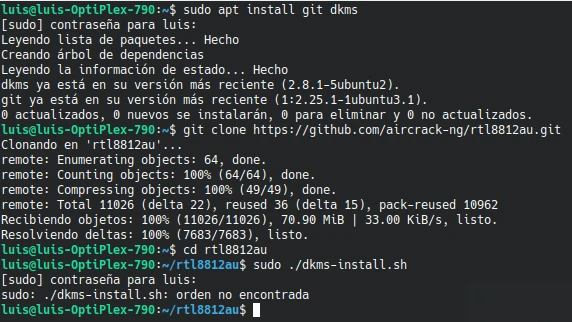 luis@luis-OptiPlex-790:~$ sudo apt install git dkms
[sudo] contraseña para luis:
Leyendo lista de paquetes... Hecho
Creando árbol de dependencias
Leyendo la información de estado... Hecho
dkms ya está en su versión más reciente (2.8.1-5ubuntu2).
git ya está en su versión más reciente (1:2.25.1-1ubuntu3.1).
0 actualizados, 0 nuevos se instalarán, 0 para eliminar y 0 no actualizados.
luis@luis-OptiPlex-790:~$ git clone https://github.com/aircrack-ng/rtl8812au.git
Clonando en 'rtl8812au'...
remote: Enumerating objects: 64, done.
remote: Counting objects: 100% (64/64), done.
remote: Compressing objects: 100% (49/49), done.
remote: Total 11026 (delta 22), reused 36 (delta 15), pack-reused 10962
Recibiendo objetos: 100% (11026/11026), 70.90 MiB | 33.00 KiB/s, listo.
Resolviendo deltas: 100% (7683/7683), listo.
luis@luis-OptiPlex-790:~$ cd rtl8812au
luis@luis-OptiPlex-790:~/rtl8812au$ sudo ./dkms-install.sh
[sudo] contraseña para luis:
sudo: ./dkms-install.sh: orden no encontrada
luis@luis-OptiPlex-790:~/rtl8812au$